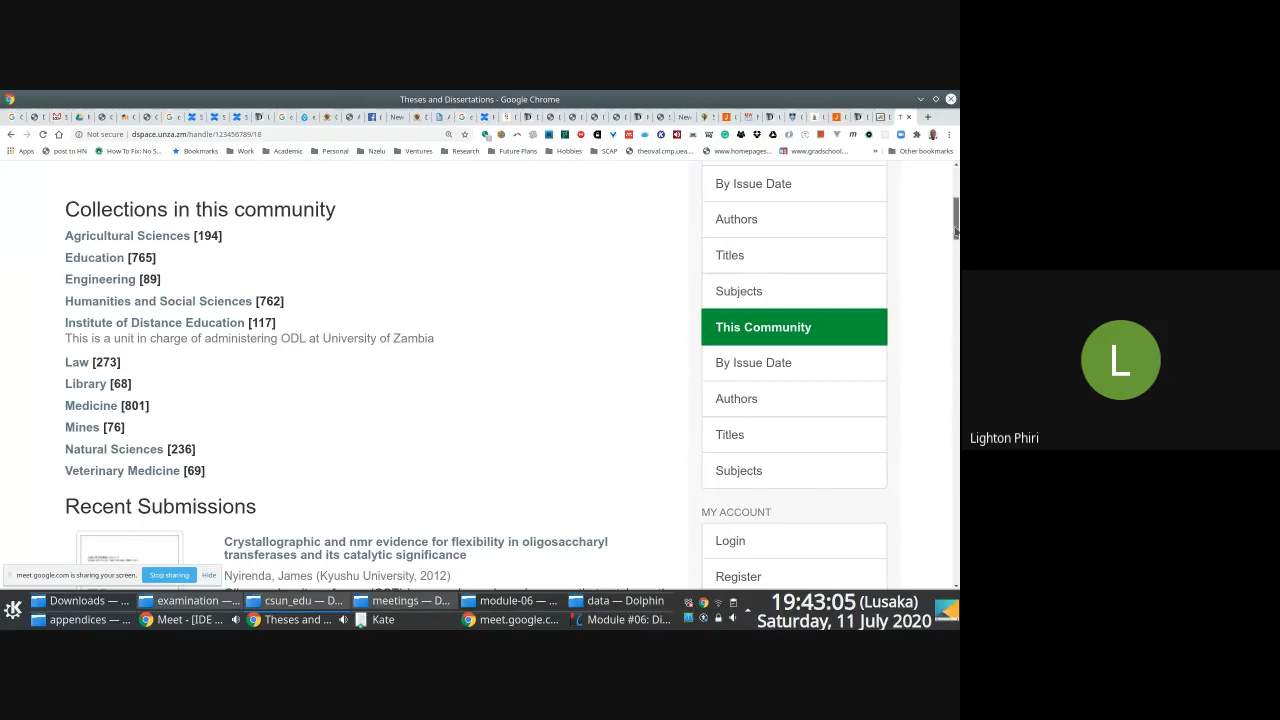 Theses and Dissertations - Google Chrome
Not secure | dspace.unza.zm/handle/123456789/18
Apps post to HN How To Fix: No S... Bookmarks Work Academic Personal Nzelu Ventures Research Future Plans Hobbies SCAP theoval.cmp.uea... www.homepages... www.gradschool... » Other bookmarks
Collections in this community
Agricultural Sciences [194]
Education [765]
Engineering [89]
Humanities and Social Sciences [762]
Institute of Distance Education [117]
This is a unit in charge of administering ODL at University of Zambia
Law [273]
Library [68]
Medicine [801]
Mines [76]
Natural Sciences [236]
Veterinary Medicine [69]
Recent Submissions
Crystallographic and nmr evidence for flexibility in oligosaccharyl
transferases and its catalytic significance
Nyirenda, James (Kyushu University, 2012)
By Issue Date
Authors
Titles
Subjects
This Community
By Issue Date
Authors
Titles
Subjects
MY ACCOUNT
Login
Register
meet.google.com is sharing your screen. Stop sharing Hide
Downloads — ... examination —... csun_edu — D... meetings — D... module-06 — ... data — Dolphin
appendices — ... Meet - [IDE ... Theses and ... Kate meet.google.c... Module #06: Di...
19:43:05 (Lusaka)
Saturday, 11 July 2020
L
Lighton Phiri